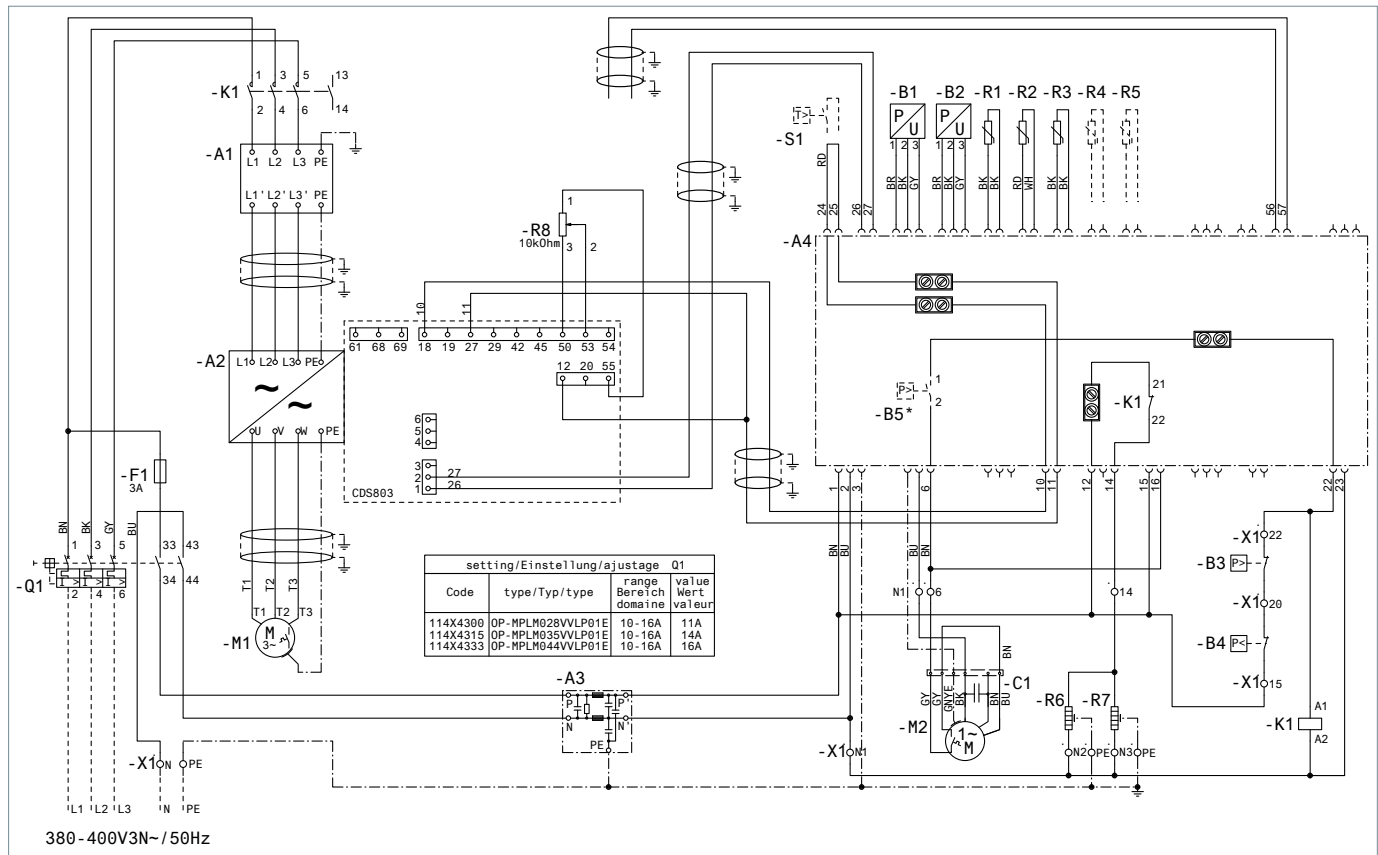 1 3 5 13
-K1
2 4 6 14
-A1
L1 L2 L3 PE
L1' L2' L3' PE
-A2
L1 L2 L3 PE
~
~
U V W PE
61 68 69 18 19 27 29 42 45 50 53 54
10 11
12 20 55
6
5
4
3
2
1
27
26
CDS803
-R8
10kOhm
1
3 2
-S1
T>
RD
24 25 26 27
-B1 -B2 -R1 -R2 -R3 -R4 -R5
P U
P U
1 2 3 1 2 3
BR BK GY BR BK GY BK BK RD WH BK BK
56 57
-A4
P>
1
2
-B5*
-K1
21
22
1 2 3 6 10 11 12 14 15 16 22 23
-F1
3A
BN BK GY BU
1 3 5 33 43
-Q1
I> I> I>
2 4 6 34 44
T1 T2 T3
T1 T2 T3
-M1
M
3~
setting/Einstellung/ajustage Q1
Code type/Typ/type range Bereich domaine value Wert valeur
114X4300 OP-MPLM028VVLP01E 10-16A 11A
114X4315 OP-MPLM035VVLP01E 10-16A 14A
114X4333 OP-MPLM044VVLP01E 10-16A 16A
-A3
P P'
N N'
PE
BN BU
BU BN
N1 6
BN
-C1
GY GY GNYE BK BN BU
-M2
1~
M
-X1 N1
14
-R6 -R7
N2 PE N3 PE
-X1 22
-B3 P>
-X1 20
-B4 P<
-X1 15
-K1
A1
A2
-X1 N PE
L1 L2 L3 N PE
380-400V3N~/50Hz